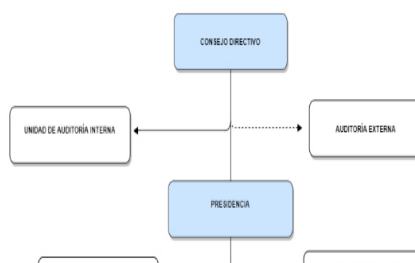 CONSEJO DIRECTIVO
UNIDAD DE AUDITORÍA INTERNA
AUDITORÍA EXTERNA
PRESIDENCIA